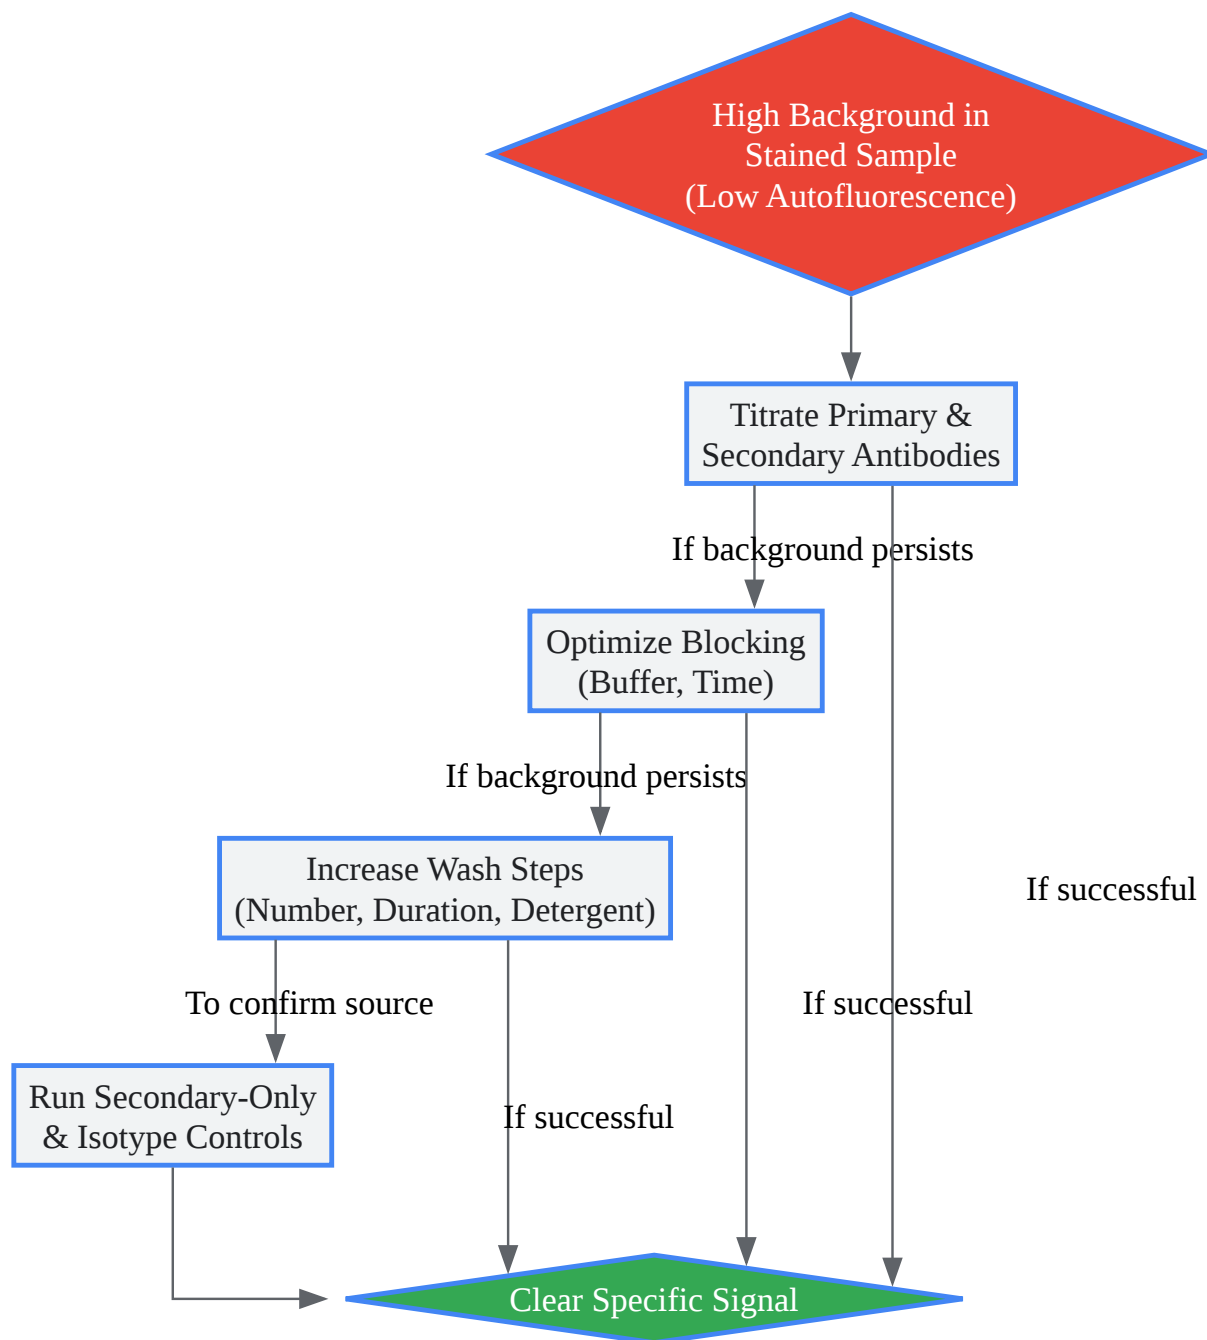 High Background in
Stained Sample
(Low Autofluorescence)
Titrate Primary &
Secondary Antibodies
If background persists
Optimize Blocking
(Buffer, Time)
If background persists
Increase Wash Steps
(Number, Duration, Detergent)
If successful
To confirm source
If successful
Run Secondary-Only
& Isotype Controls
If successful
Clear Specific Signal